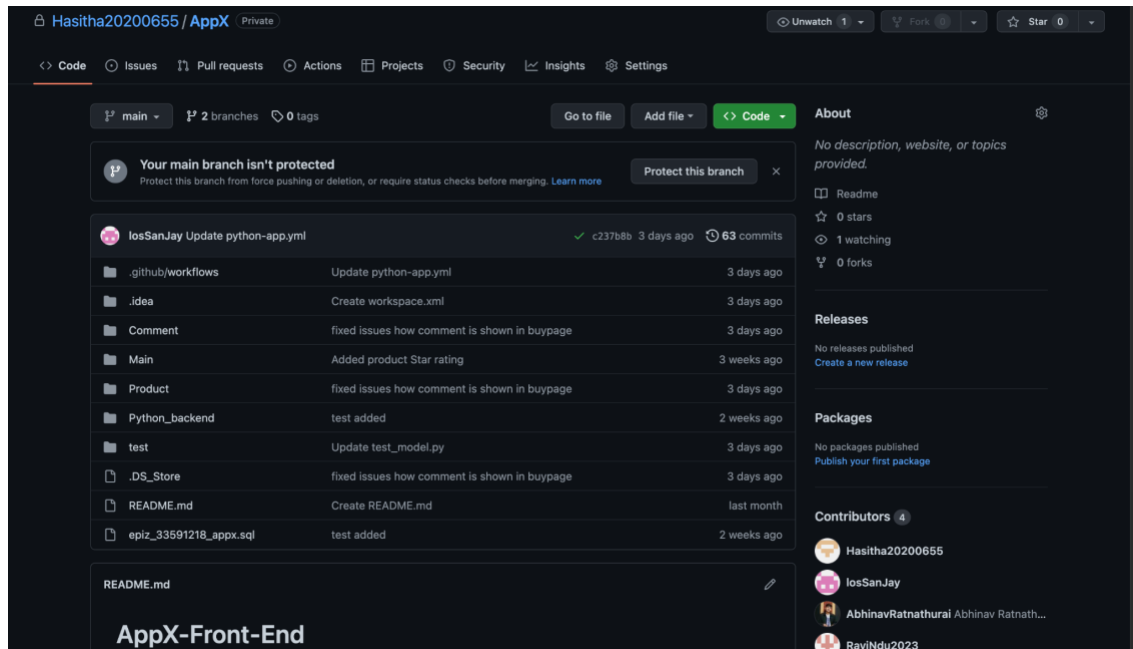 Hasitha20200655 / AppX Private
Unwatch 1
Fork 0
Star 0
Code Issues Pull requests Actions Projects Security Insights Settings
main 2 branches 0 tags
Go to file Add file Code
Your main branch isn't protected
Protect this branch from force pushing or deletion, or require status checks before merging. Learn more
Protect this branch
losSanJay Update python-app.yml c237b8b 3 days ago 63 commits
.github/workflows Update python-app.yml 3 days ago
.idea Create workspace.xml 3 days ago
Comment fixed issues how comment is shown in buypage 3 days ago
Main Added product Star rating 3 weeks ago
Product fixed issues how comment is shown in buypage 3 days ago
Python_backend test added 2 weeks ago
test Update test_model.py 3 days ago
.DS_Store fixed issues how comment is shown in buypage 3 days ago
README.md Create README.md last month
epiz_33591218_appx.sql test added 2 weeks ago
README.md
AppX-Front-End
About
No description, website, or topics
provided.
Readme
0 stars
1 watching
0 forks
Releases
No releases published
Create a new release
Packages
No packages published
Publish your first package
Contributors 4
Hasitha20200655
losSanJay
AbhinavRatnathurai Abhinav Ratnath...
RaviNdu2023